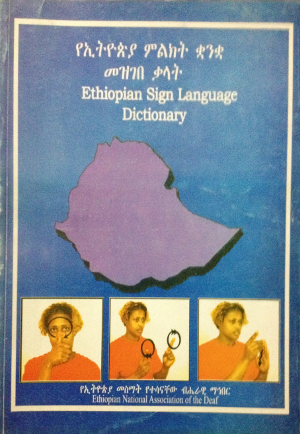 የኢትዮጵያ ምልክት ቋንቋ
መዝገበ ቃላት
Ethiopian Sign Language
Dictionary
የኢትዮጵያ መስማት የተሳናቸው ብሔራዊ ማኅበር
Ethiopian National Association of the Deaf